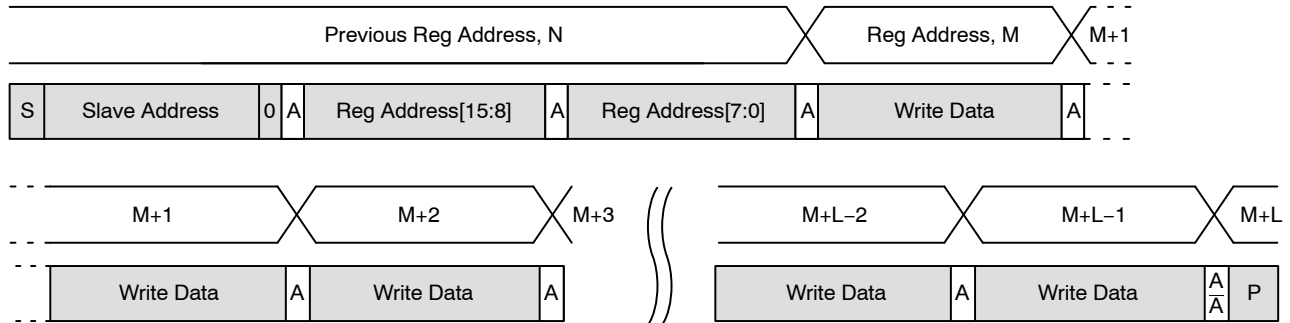 Previous Reg Address, N Reg Address, M M+1
S Slave Address 0 A Reg Address[15:8] A Reg Address[7:0] A Write Data A
M+1 M+2 M+3 M+L−2 M+L−1 M+L
Write Data A Write Data A Write Data A Write Data A/A̅ P